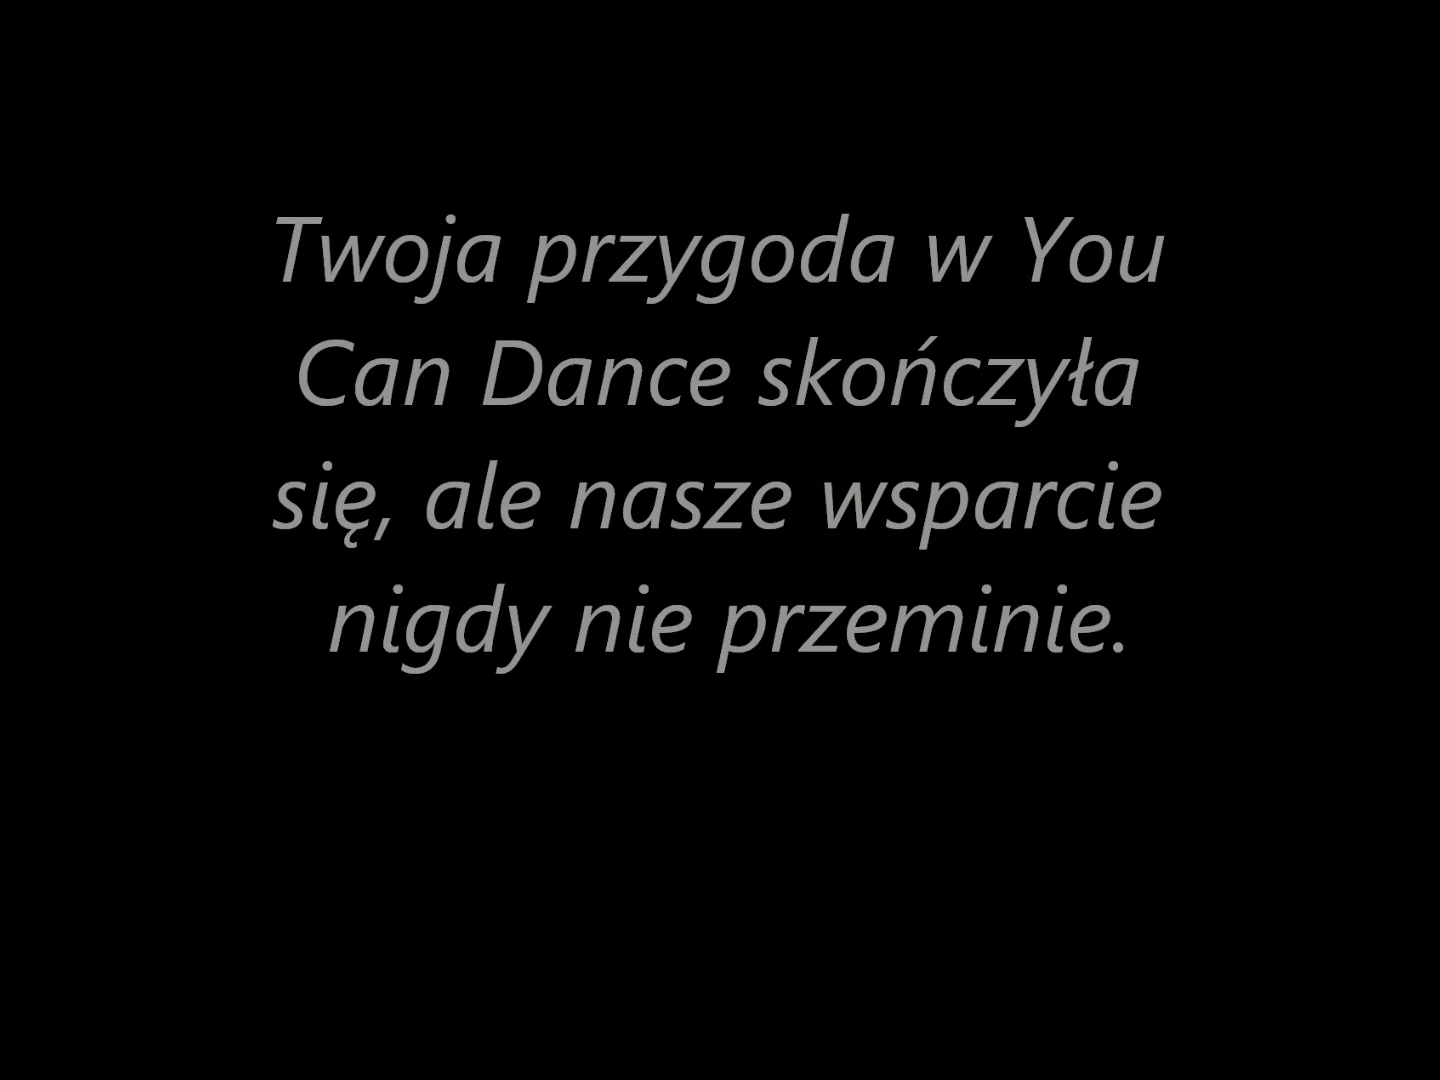 Twoja przygoda w You
Can Dance skończyła
się, ale nasze wsparcie
nigdy nie przeminie.